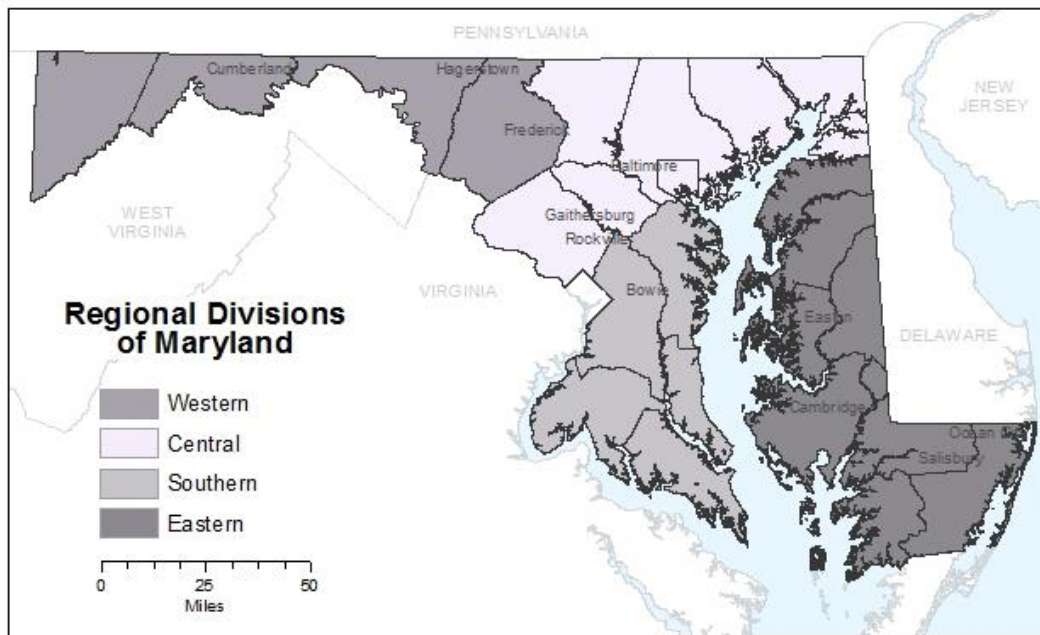 PENNSYLVANIA
Cumberland
Hagerstown
NEW
JERSEY
Frederick
Baltimore
WEST
VIRGINIA
Gaithersburg
Rockville
VIRGINIA
Bowie
Easton
DELAWARE
Regional Divisions
of Maryland
Western
Central
Southern
Eastern
Cambridge
Ocean City
Salisbury
0 25 50
Miles